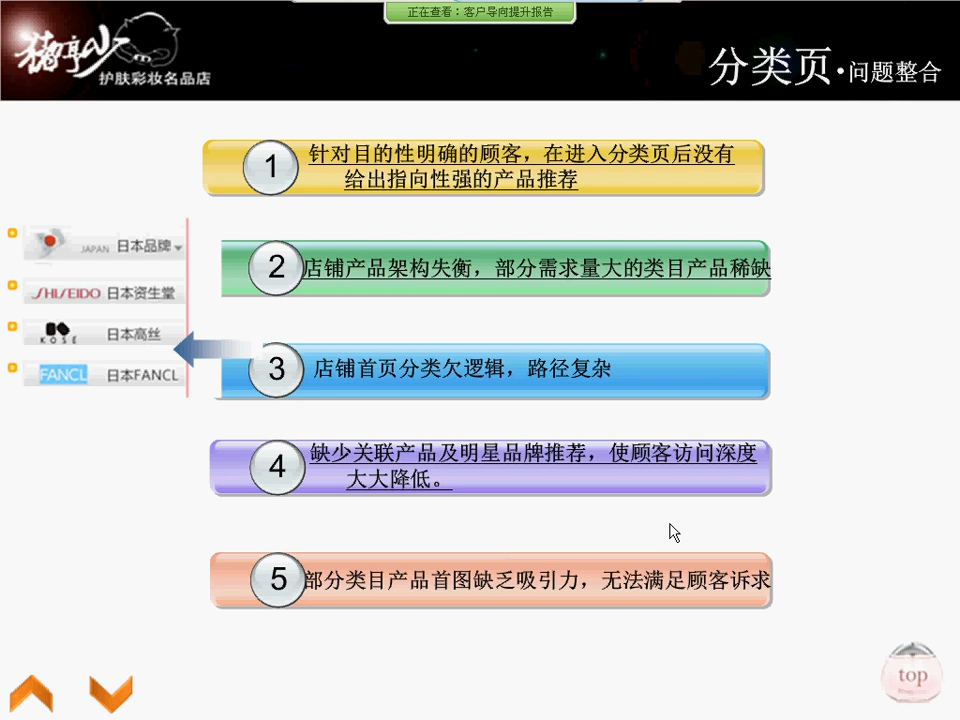 正在查看：客户导向提升报告
护肤彩妆名品店
分类页·问题整合
1
针对目的性明确的顾客，在进入分类页后没有
给出指向性强的产品推荐
JAPAN 日本品牌
2
店铺产品架构失衡，部分需求量大的类目产品稀缺
SHISEIDO 日本资生堂
KOSE 日本高丝
3
店铺首页分类欠逻辑，路径复杂
FANCL 日本FANCL
4
缺少关联产品及明星品牌推荐，使顾客访问深度
大大降低。
5
部分类目产品首图缺乏吸引力，无法满足顾客诉求
top